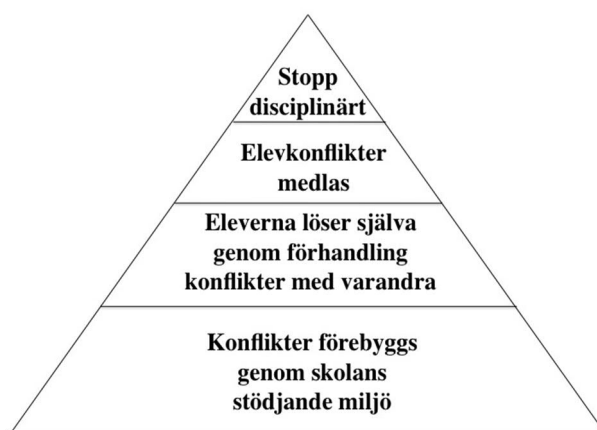 Stopp
disciplinärt
Elevkonflikter
medlas
Eleverna löser själva
genom förhandling
konflikter med varandra
Konflikter förebyggs
genom skolans
stödjande miljö